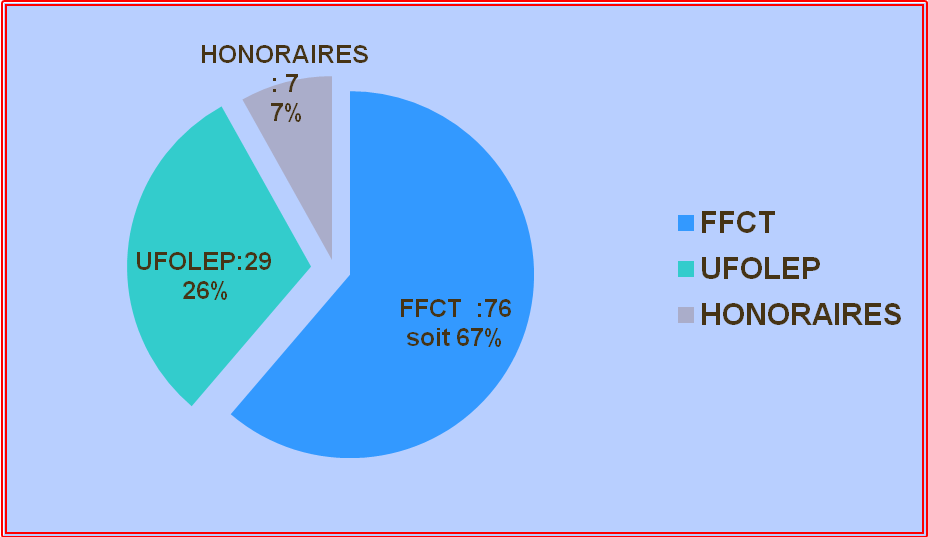 HONORAIRES
: 7
7%
UFOLEP:29
26%
FFCT :76
soit 67%
FFCT
UFOLEP
HONORAIRES